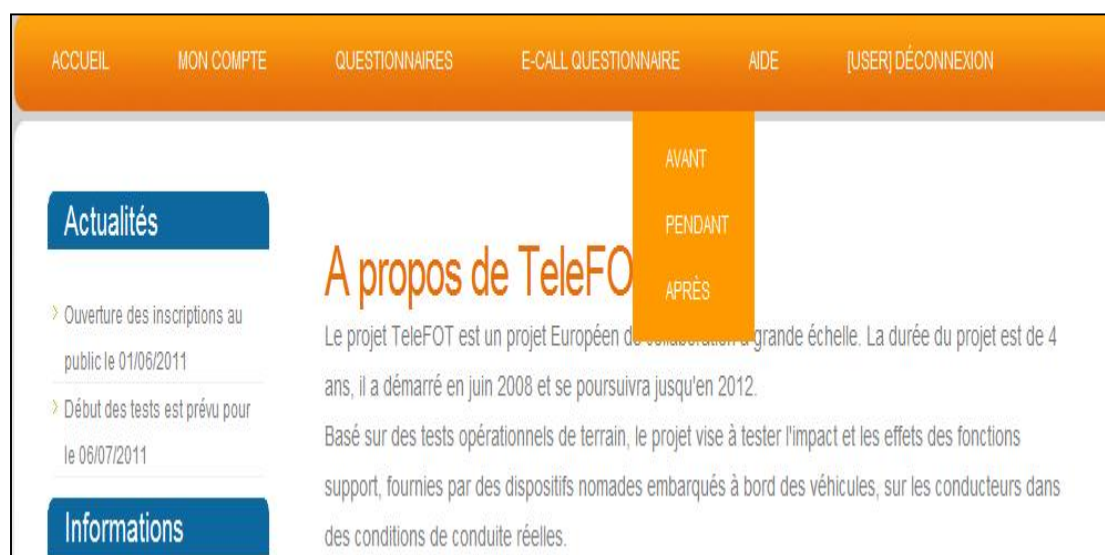 ACCUEIL MON COMPTE QUESTIONNAIRES E-CALL QUESTIONNAIRE AIDE [USER] DÉCONNEXION
AVANT
PENDANT
APRÈS
Actualités
> Ouverture des inscriptions au
public le 01/06/2011
> Début des tests est prévu pour
le 06/07/2011
Informations
A propos de TeleFO
Le projet TeleFOT est un projet Européen de collaboration à grande échelle. La durée du projet est de 4
ans, il a démarré en juin 2008 et se poursuivra jusqu'en 2012.
Basé sur des tests opérationnels de terrain, le projet vise à tester l'impact et les effets des fonctions
support, fournies par des dispositifs nomades embarqués à bord des véhicules, sur les conducteurs dans
des conditions de conduite réelles.